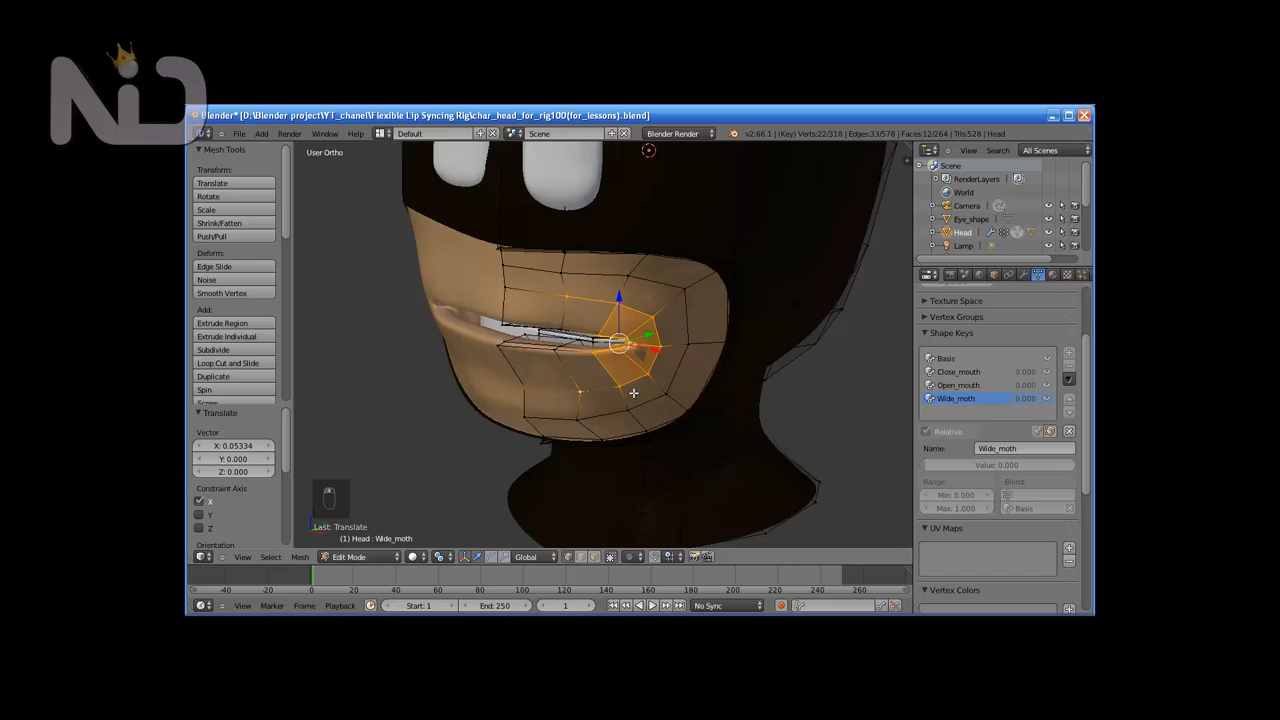 NiD
Blender* [D:\Blender project\YT_chanel\Flexible Lip Syncing Rig\char_head_for_rig100(for_lessons).blend]
File Add Render Window Help Default Scene Blender Render v2.66.1 | (Key) Verts:22/318 | Edges:33/578 | Faces:12/264 | Tris:528 | Head
View Search All Scenes
Mesh Tools
User Ortho
Transform:
Translate
Rotate
Scale
Shrink/Fatten
Push/Pull
Deform:
Edge Slide
Noise
Smooth Vertex
Add:
Extrude Region
Extrude Individual
Subdivide
Loop Cut and Slide
Duplicate
Spin
Translate
Vector
X: 0.05334
Y: 0.000
Z: 0.000
Constraint Axis
X
Y
Z
Orientation
Last: Translate
(1) Head : Wide_moth
View Select Mesh Edit Mode Global
-40 -20 0 20 40 60 80 100 120 140 160 180 200 220 240 260
View Marker Frame Playback Start: 1 End: 250 1 No Sync
Scene
RenderLayers
World
Camera
Eye_shape
Head
Lamp
Texture Space
Vertex Groups
Shape Keys
Basis
Close_mouth 0.000
Open_mouth 0.000
Wide_moth 0.000
Relative
Name: Wide_moth
Value: 0.000
Range: Blend:
Min: 0.000
Max: 1.000 Basis
UV Maps
Vertex Colors